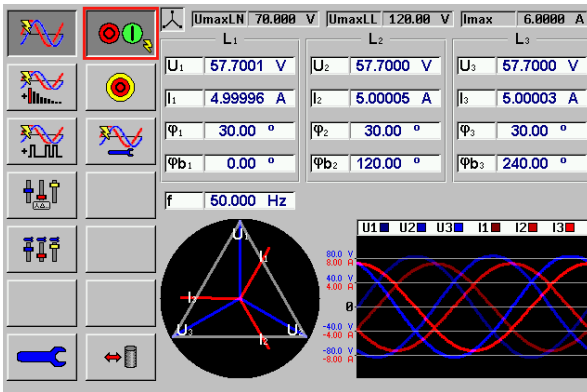 UmaxLN 70.000 V UmaxLL 120.00 V Imax 6.0000 A
L1 L2 L3
U1 57.7001 V U2 57.7000 V U3 57.7000 V
I1 4.99996 A I2 5.00005 A I3 5.00003 A
φ1 30.00 º φ2 30.00 º φ3 30.00 º
φb1 0.00 º φb2 120.00 º φb3 240.00 º
f 50.000 Hz
U1 U2 U3 I1 I2 I3
U1
I1
I3
U3 U2
I2
80.0 V
8.00 A
40.0 V
4.00 A
0
-40.0 V
-4.00 A
-80.0 V
-8.00 A